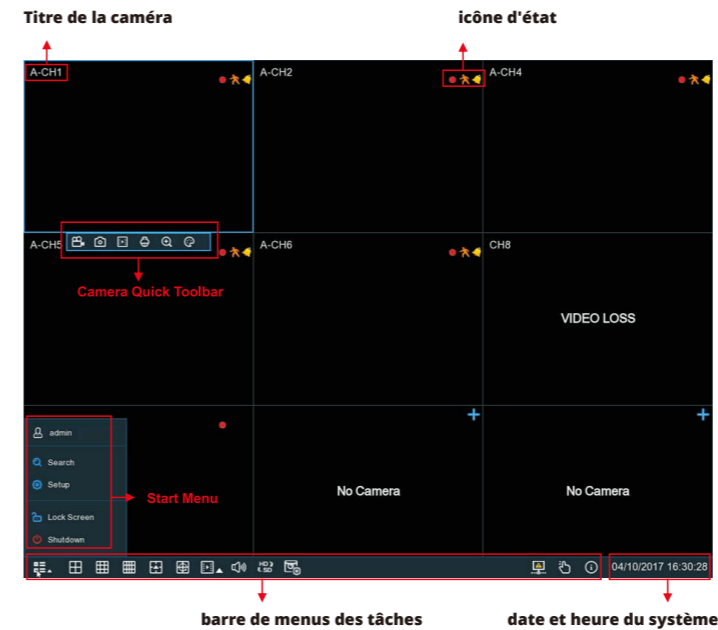 Titre de la caméra
icône d'état
A-CH1
A-CH2
A-CH4
A-CH5
A-CH6
CH8
Camera Quick Toolbar
VIDEO LOSS
admin
Search
Setup
Start Menu
No Camera
No Camera
Lock Screen
Shutdown
HD
SD
04/10/2017 16:30:28
barre de menus des tâches
date et heure du système